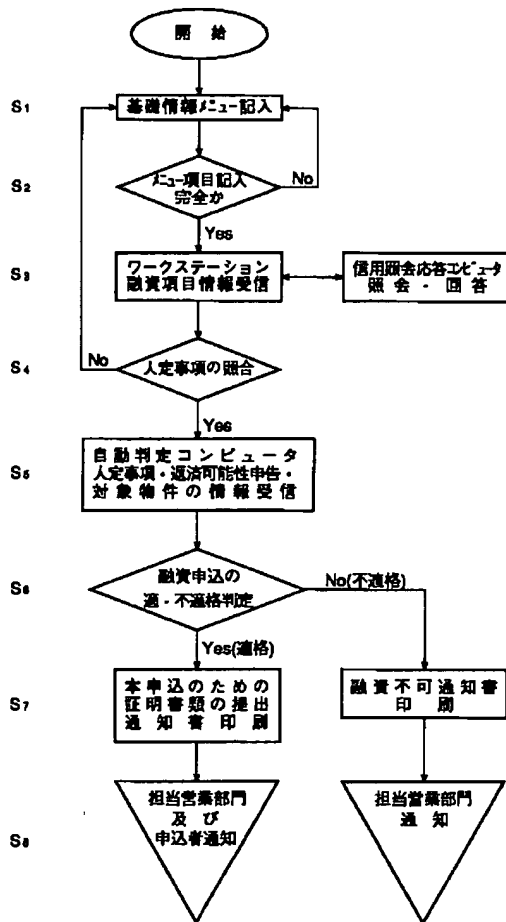 開始
S1
基礎情報メニュー記入
S2
メニュー項目記入
完全か
No
Yes
S3
ワークステーション
融資項目情報受信
信用照会応答コンピュータ
照会・回答
S4
人定事項の照合
No
Yes
S5
自動判定コンピュータ
人定事項・返済可能性申告・
対象物件の情報受信
S6
融資申込の
適・不適格判定
No(不適格)
Yes(適格)
S7
本申込のための
証明書類の提出
通知書印刷
融資不可通知書
印刷
S8
担当営業部門
及び
申込者通知
担当営業部門
通知